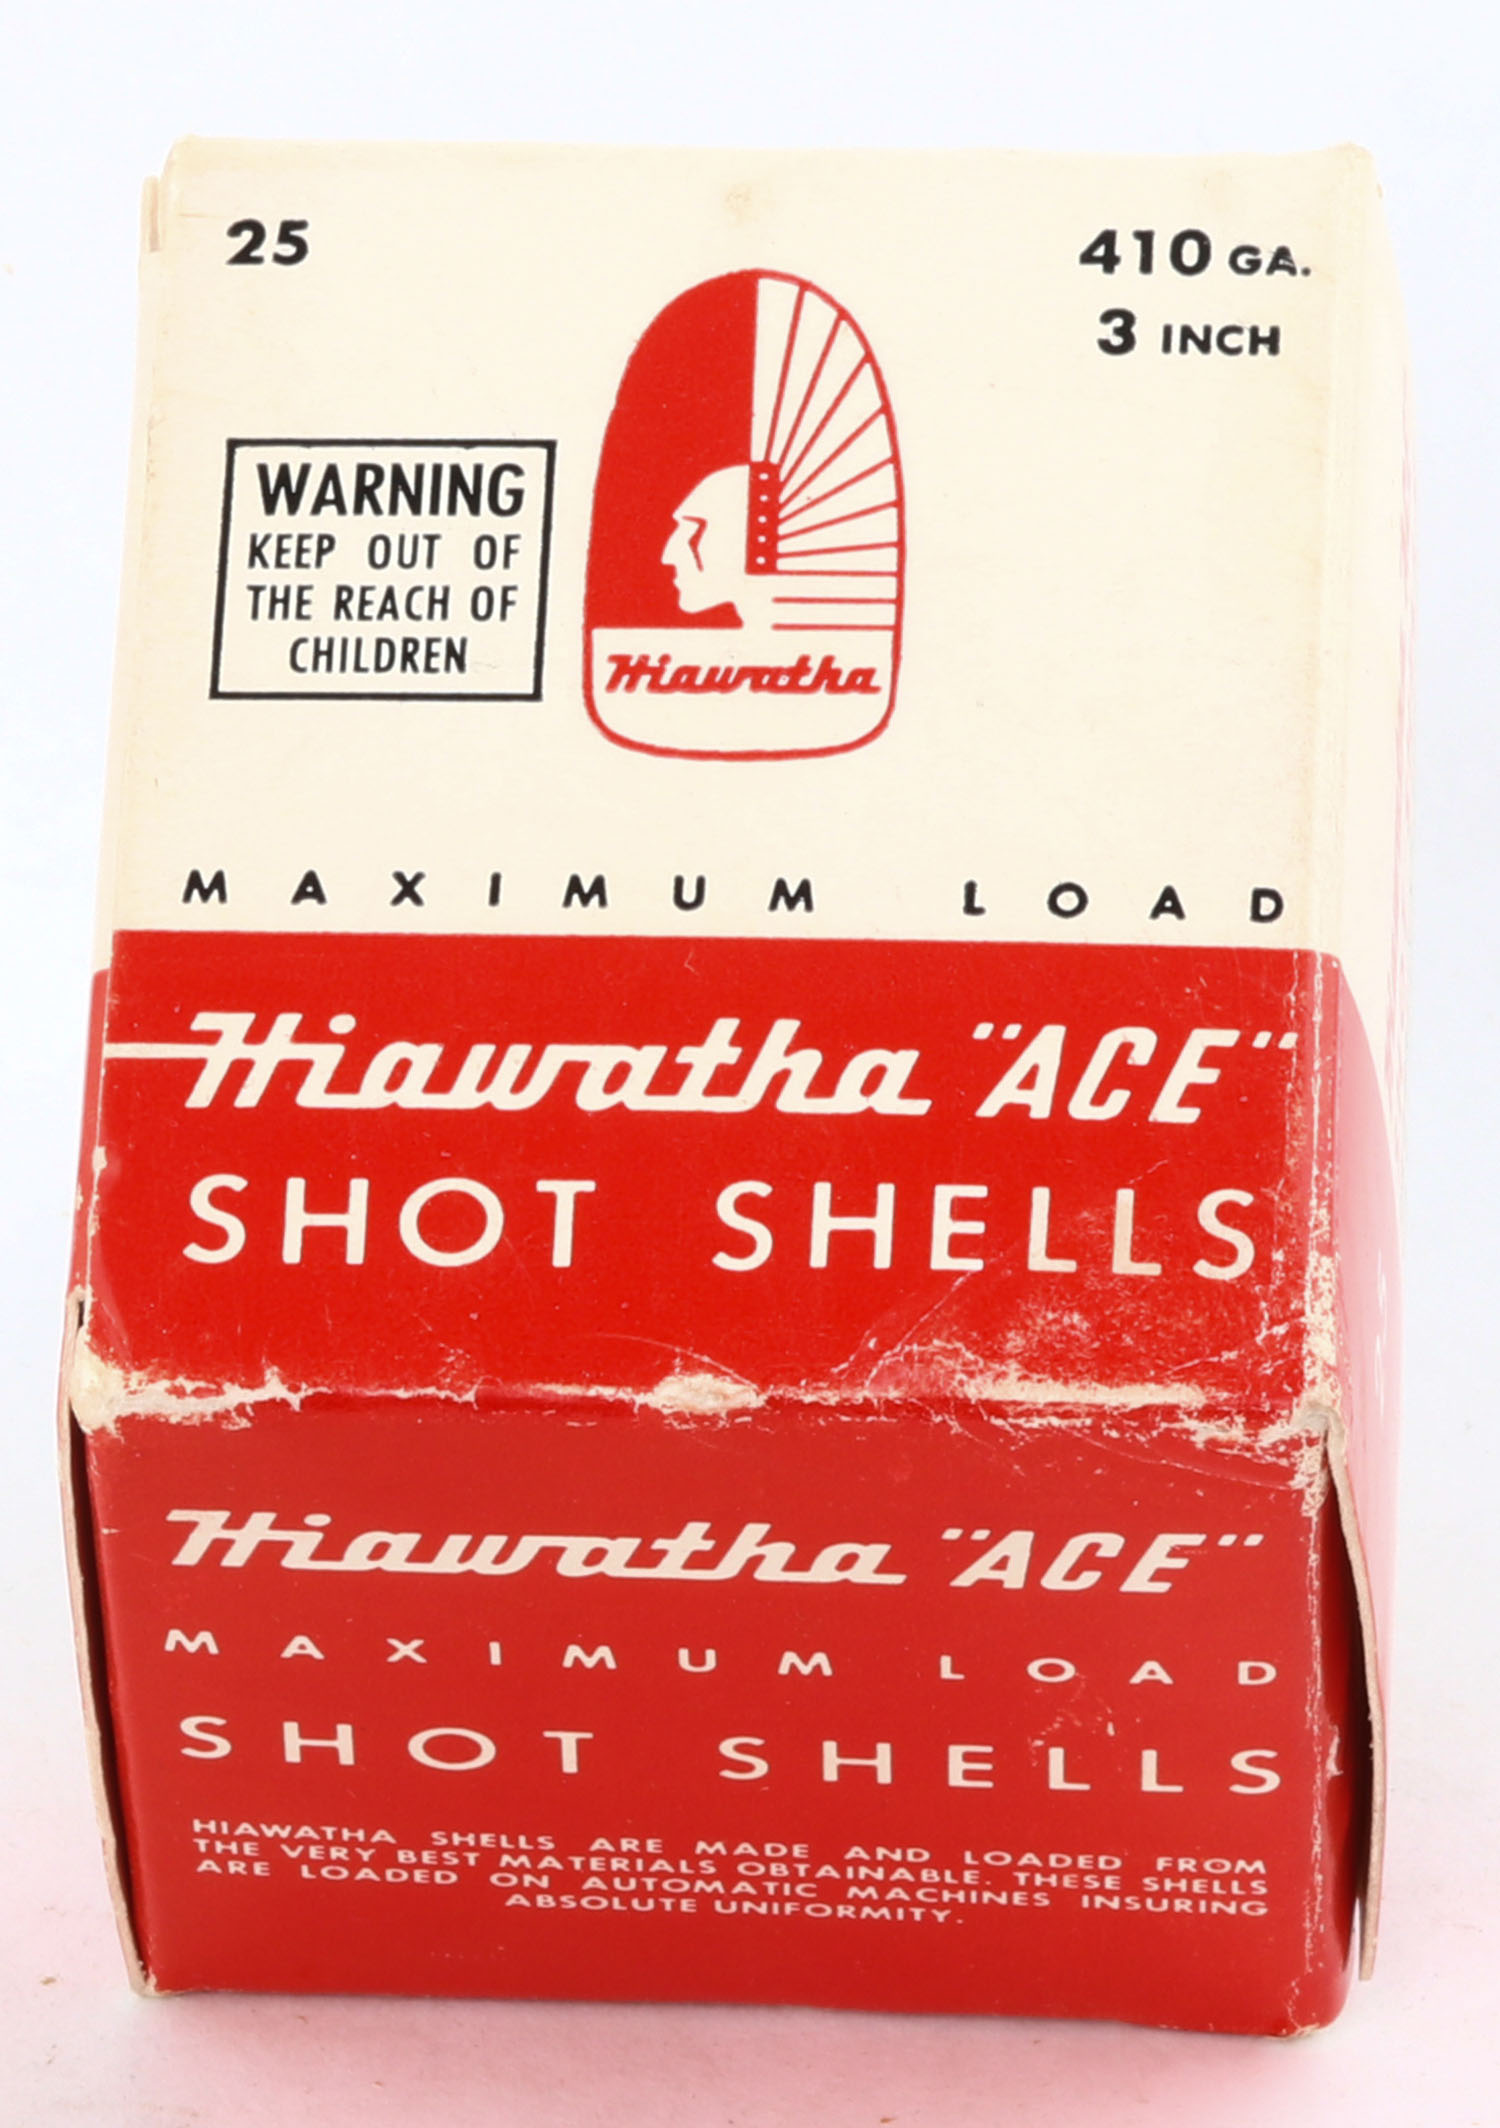 25
410 GA.
3 INCH
WARNING
KEEP OUT OF
THE REACH OF
CHILDREN
Hiawatha
MAXIMUM LOAD
Hiawatha "ACE"
SHOT SHELLS
Hiawatha "ACE"
MAXIMUM LOAD
SHOT SHELLS
HIAWATHA SHELLS ARE MADE AND LOADED FROM
THE VERY BEST MATERIALS OBTAINABLE. THESE SHELLS
ARE LOADED ON AUTOMATIC MACHINES INSURING
ABSOLUTE UNIFORMITY.